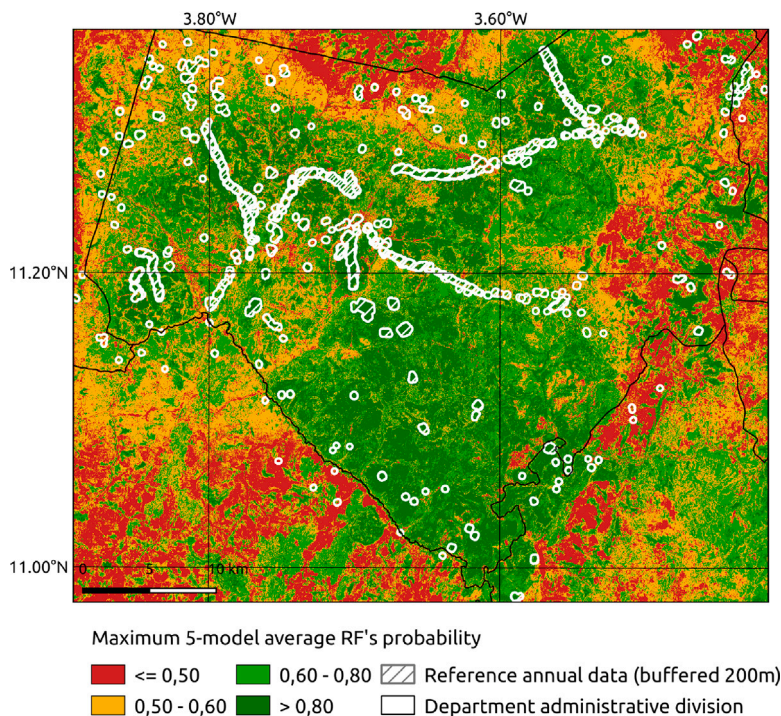 3.80°W 3.60°W
11.20°N
11.00°N
0 5 10 km
Maximum 5-model average RF's probability
<= 0,50 0,60 - 0,80 Reference annual data (buffered 200m)
0,50 - 0,60 > 0,80 Department administrative division